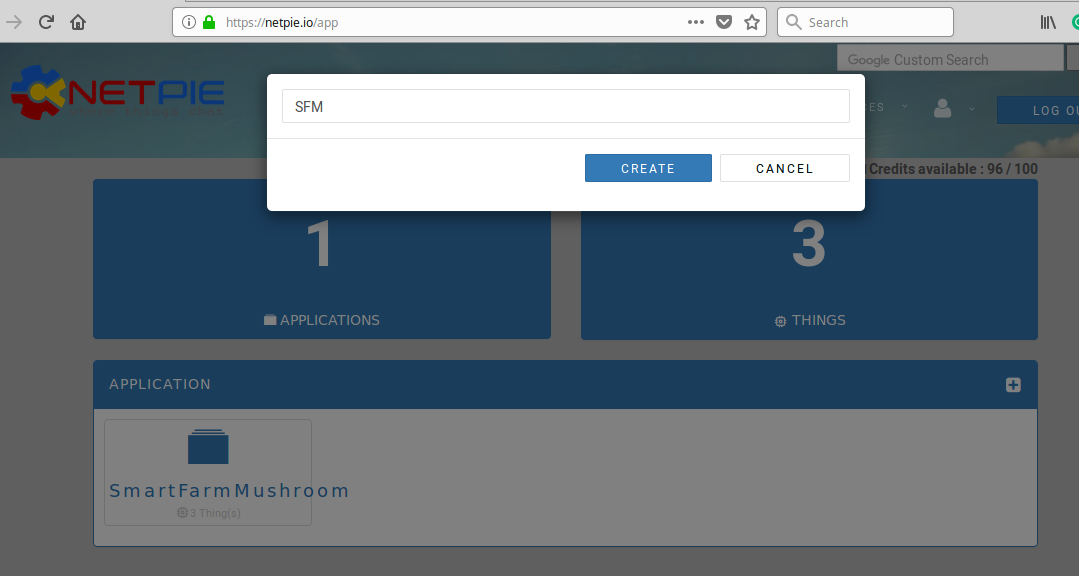 https://netpie.io/app
Search
Google Custom Search
NETPIE
SFM
ES
LOG OU
CREATE
CANCEL
Credits available : 96 / 100
1
3
APPLICATIONS
THINGS
APPLICATION
SmartFarmMushroom
3 Thing(s)